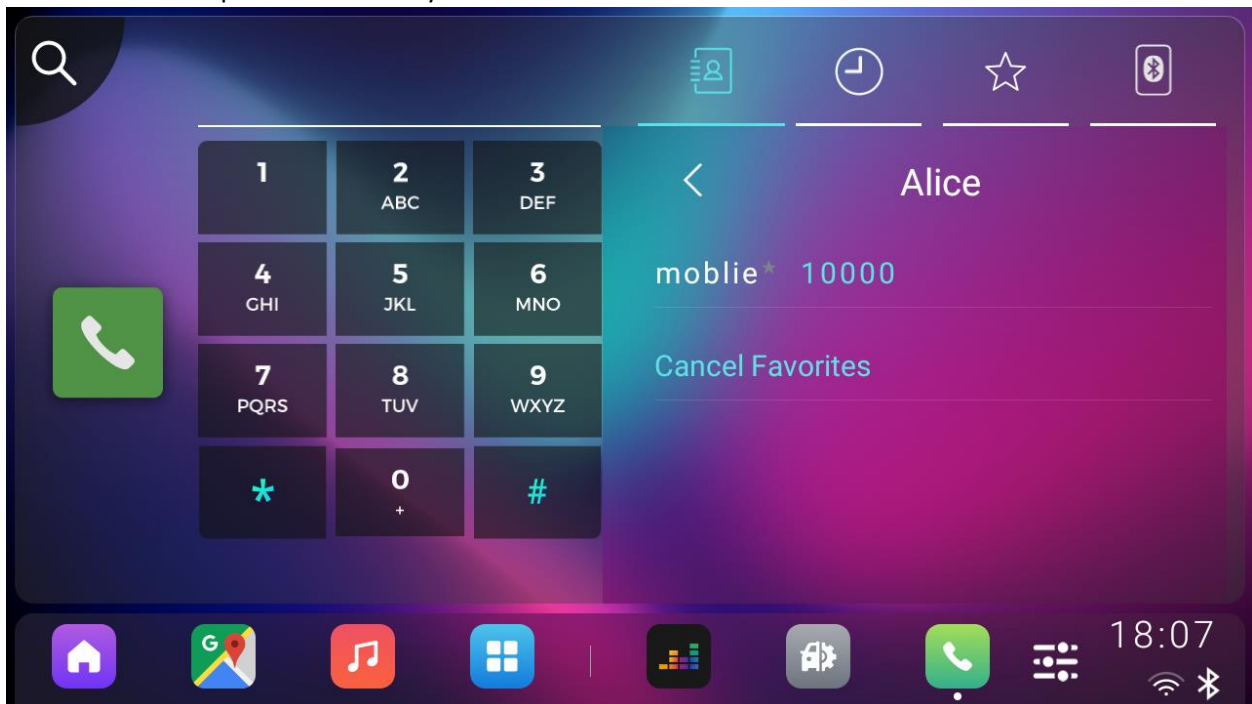 1
2
ABC
3
DEF
4
GHI
5
JKL
6
MNO
7
PQRS
8
TUV
9
WXYZ
*
0
+
#
Alice
moblie* 10000
Cancel Favorites
G
18:07